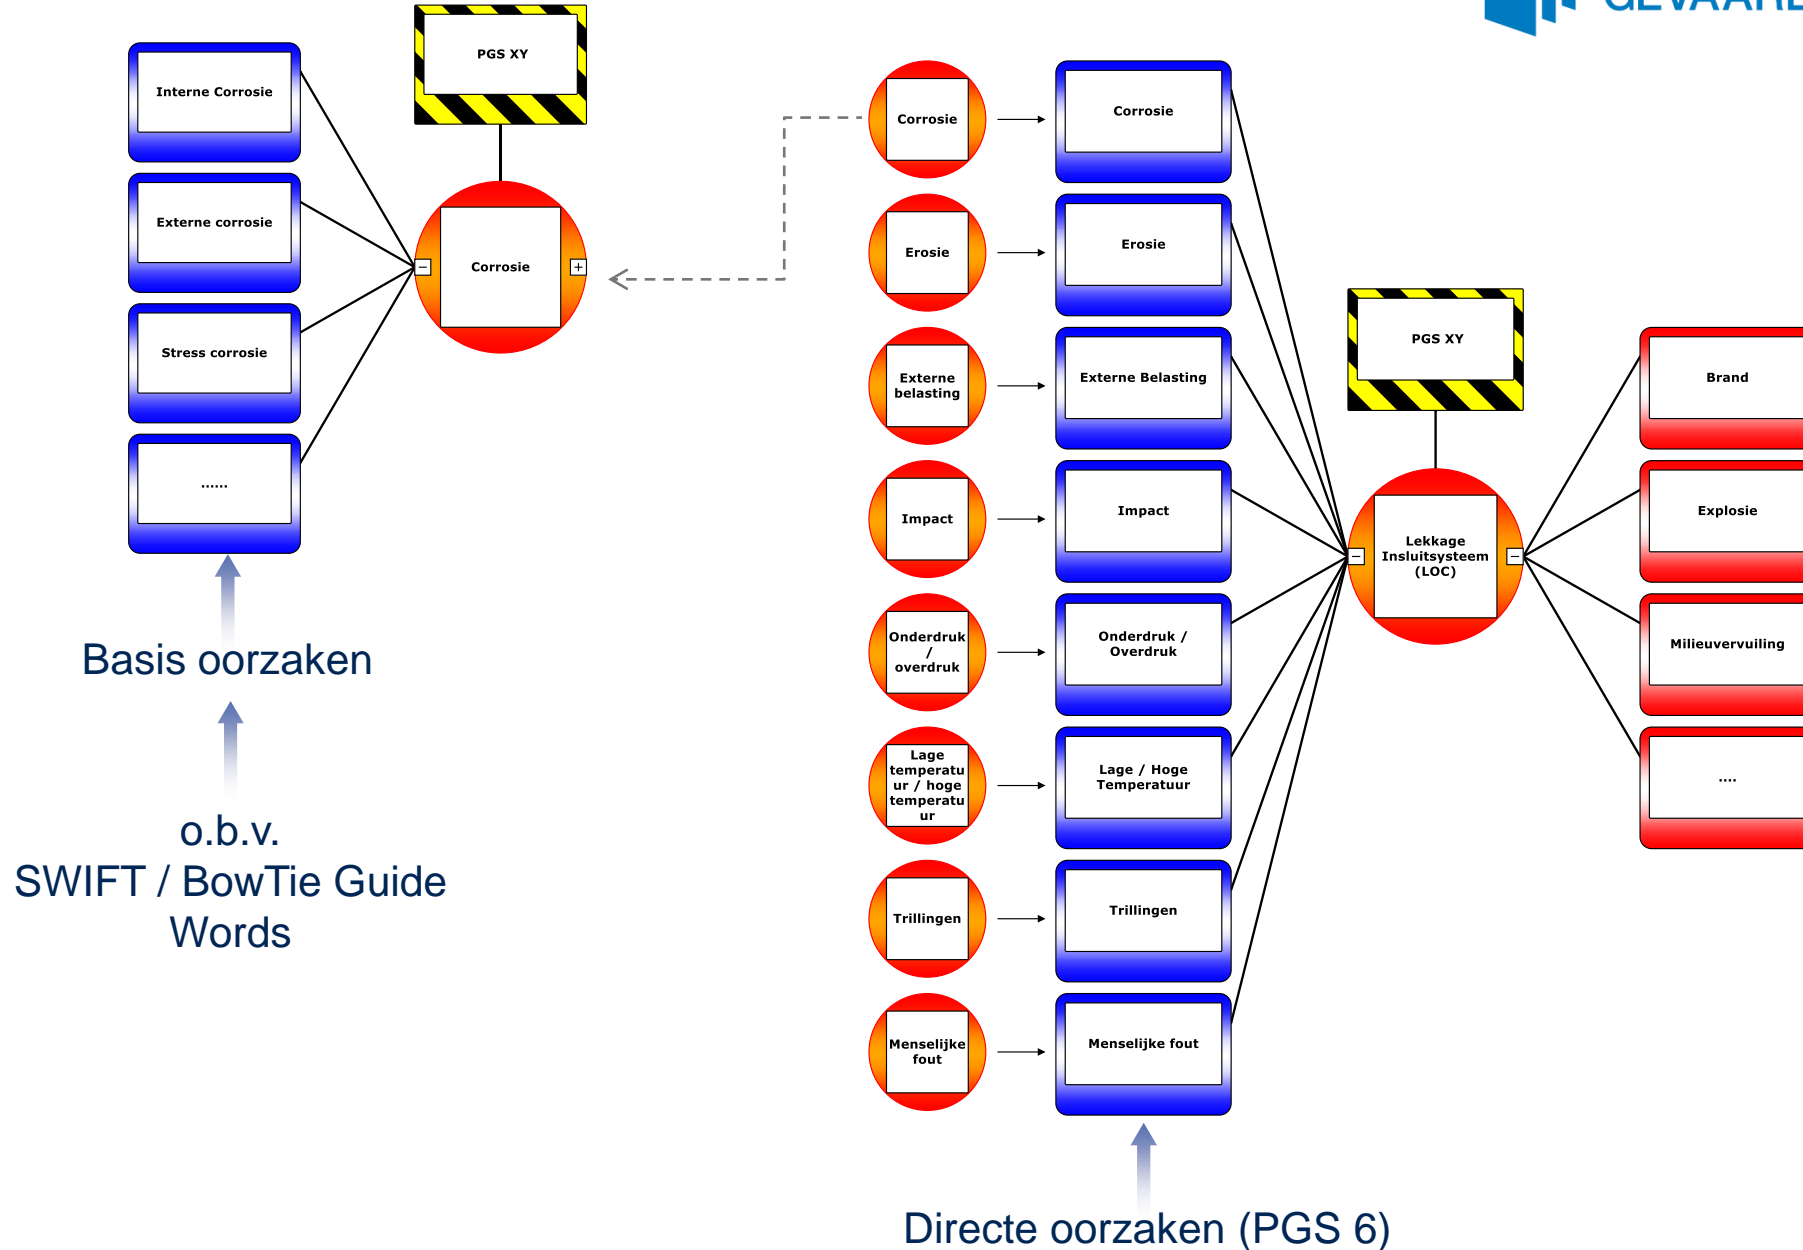 GEVAARL
PGS XY
Interne Corrosie
Externe corrosie
Stress corrosie
......
Corrosie
Basis oorzaken
o.b.v.
SWIFT / BowTie Guide
Words
Corrosie
Corrosie
Erosie
Erosie
Externe
belasting
Externe Belasting
Impact
Impact
Onderdruk
/
overdruk
Onderdruk /
Overdruk
Lage
temperatu
ur / hoge
temperatu
ur
Lage / Hoge
Temperatuur
Trillingen
Trillingen
Menselijke
fout
Menselijke fout
PGS XY
Lekkage
Insluitsysteem
(LOC)
Brand
Explosie
Milieuvervuiling
....
Directe oorzaken (PGS 6)